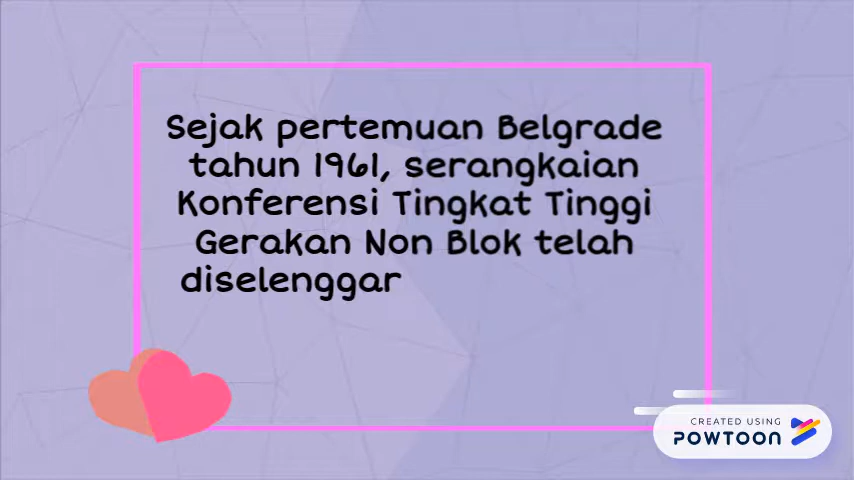 Sejak pertemuan Belgrade
tahun 1961, serangkaian
Konferensi Tingkat Tinggi
Gerakan Non Blok telah
diselenggar
CREATED USING
POWTOON